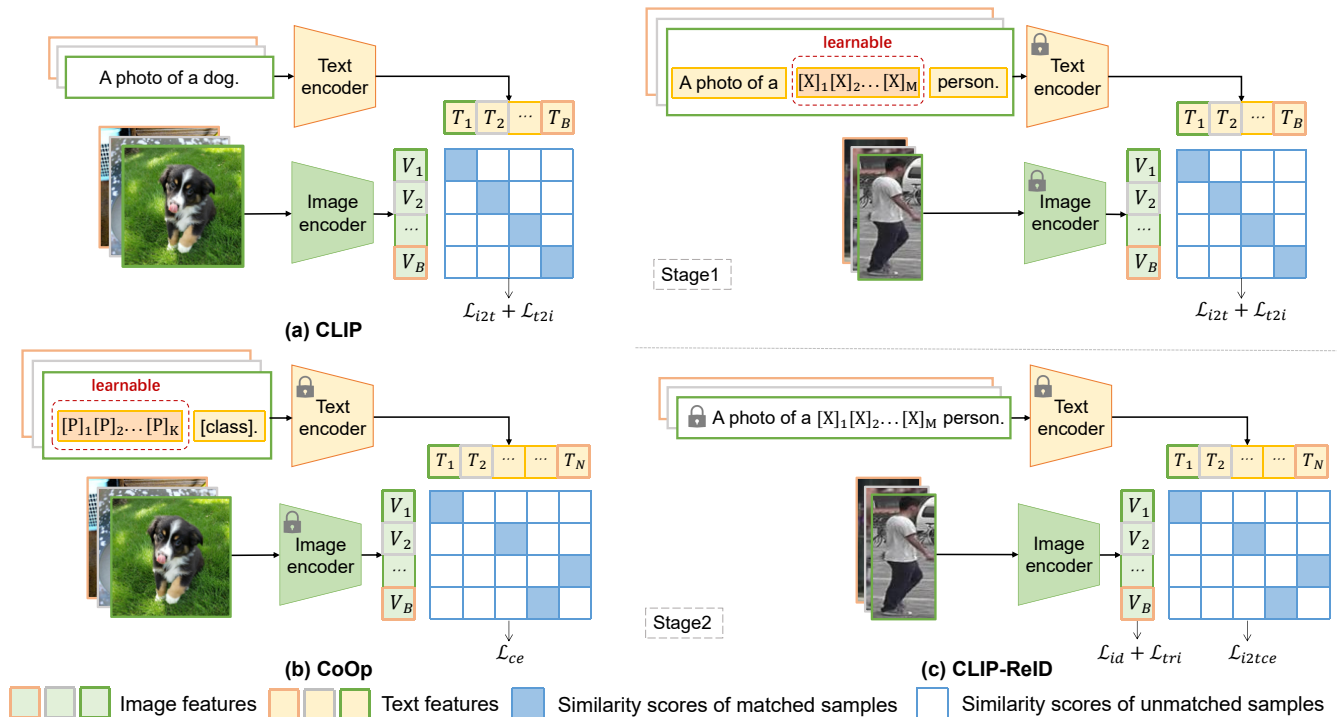 A photo of a dog.
Text
encoder
T1 T2 ... TB
Image
encoder
V1
V2
...
VB
ℒi2t + ℒt2i
(a) CLIP
learnable
A photo of a [X]1[X]2... [X]M person.
Text
encoder
T1 T2 ... TB
Image
encoder
V1
V2
...
VB
Stage1
ℒi2t + ℒt2i
learnable
[P]1[P]2... [P]K [class].
Text
encoder
T1 T2 ... ... TN
Image
encoder
V1
V2
...
VB
ℒce
(b) CoOp
A photo of a [X]1[X]2... [X]M person.
Text
encoder
T1 T2 ... ... TN
Image
encoder
V1
V2
...
VB
Stage2
ℒid + ℒtri
ℒi2tce
(c) CLIP-ReID
Image features
Text features
Similarity scores of matched samples
Similarity scores of unmatched samples